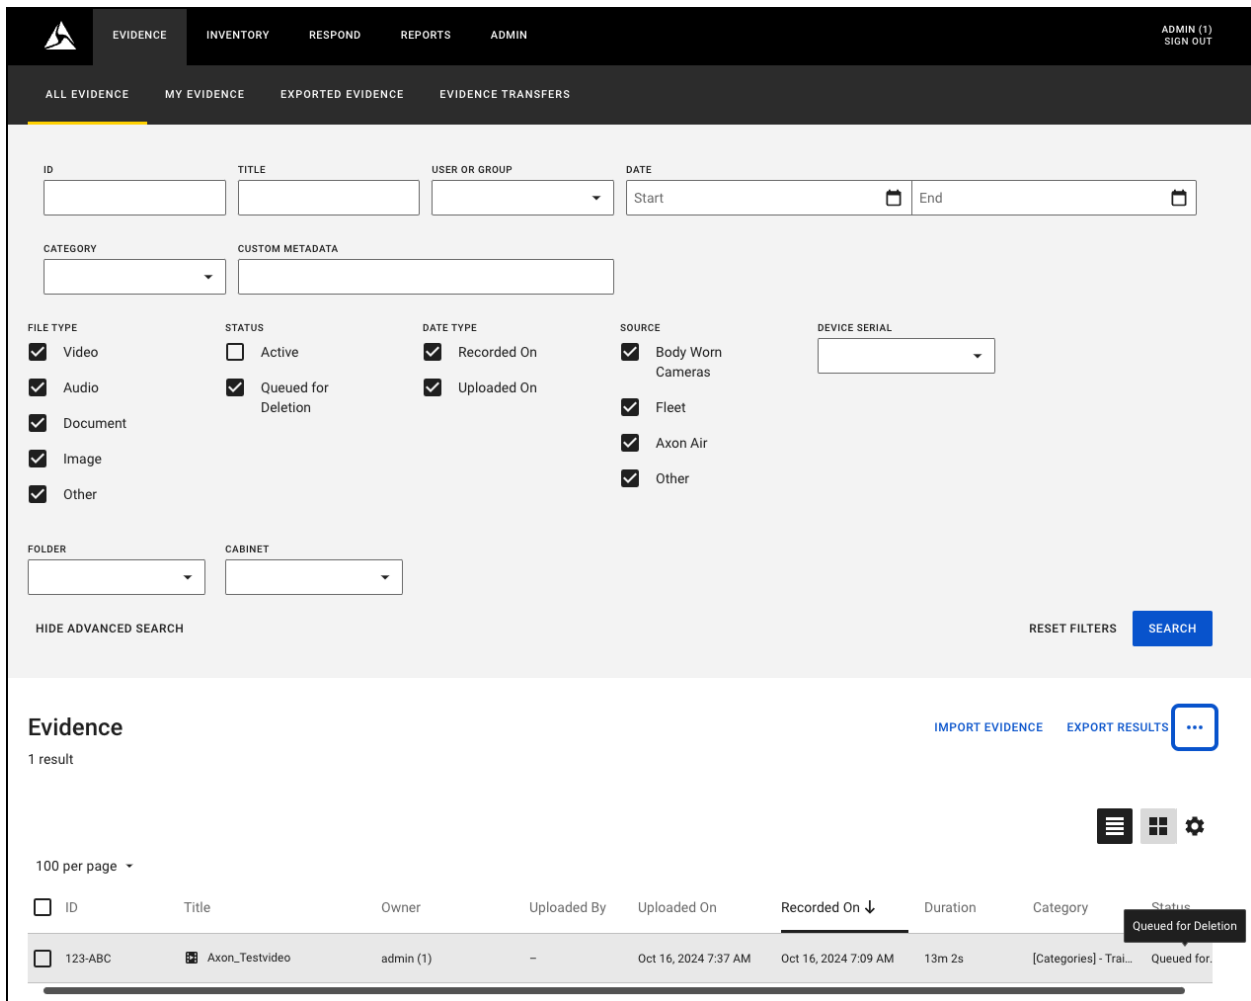 EVIDENCE INVENTORY RESPOND REPORTS ADMIN ADMIN (1)
SIGN OUT
ALL EVIDENCE MY EVIDENCE EXPORTED EVIDENCE EVIDENCE TRANSFERS
ID TITLE USER OR GROUP DATE
Start End
CATEGORY CUSTOM METADATA
FILE TYPE STATUS DATE TYPE SOURCE DEVICE SERIAL
Video Active Recorded On Body Worn
Cameras
Audio Queued for Uploaded On
Deletion
Fleet
Document
Axon Air
Image
Other
Other
FOLDER CABINET
HIDE ADVANCED SEARCH RESET FILTERS SEARCH
Evidence IMPORT EVIDENCE EXPORT RESULTS ...
1 result
100 per page
ID Title Owner Uploaded By Uploaded On Recorded On Duration Category Status
Queued for Deletion
123-ABC Axon_Testvideo admin (1) – Oct 16, 2024 7:37 AM Oct 16, 2024 7:09 AM 13m 2s [Categories] - Trai... Queued for.